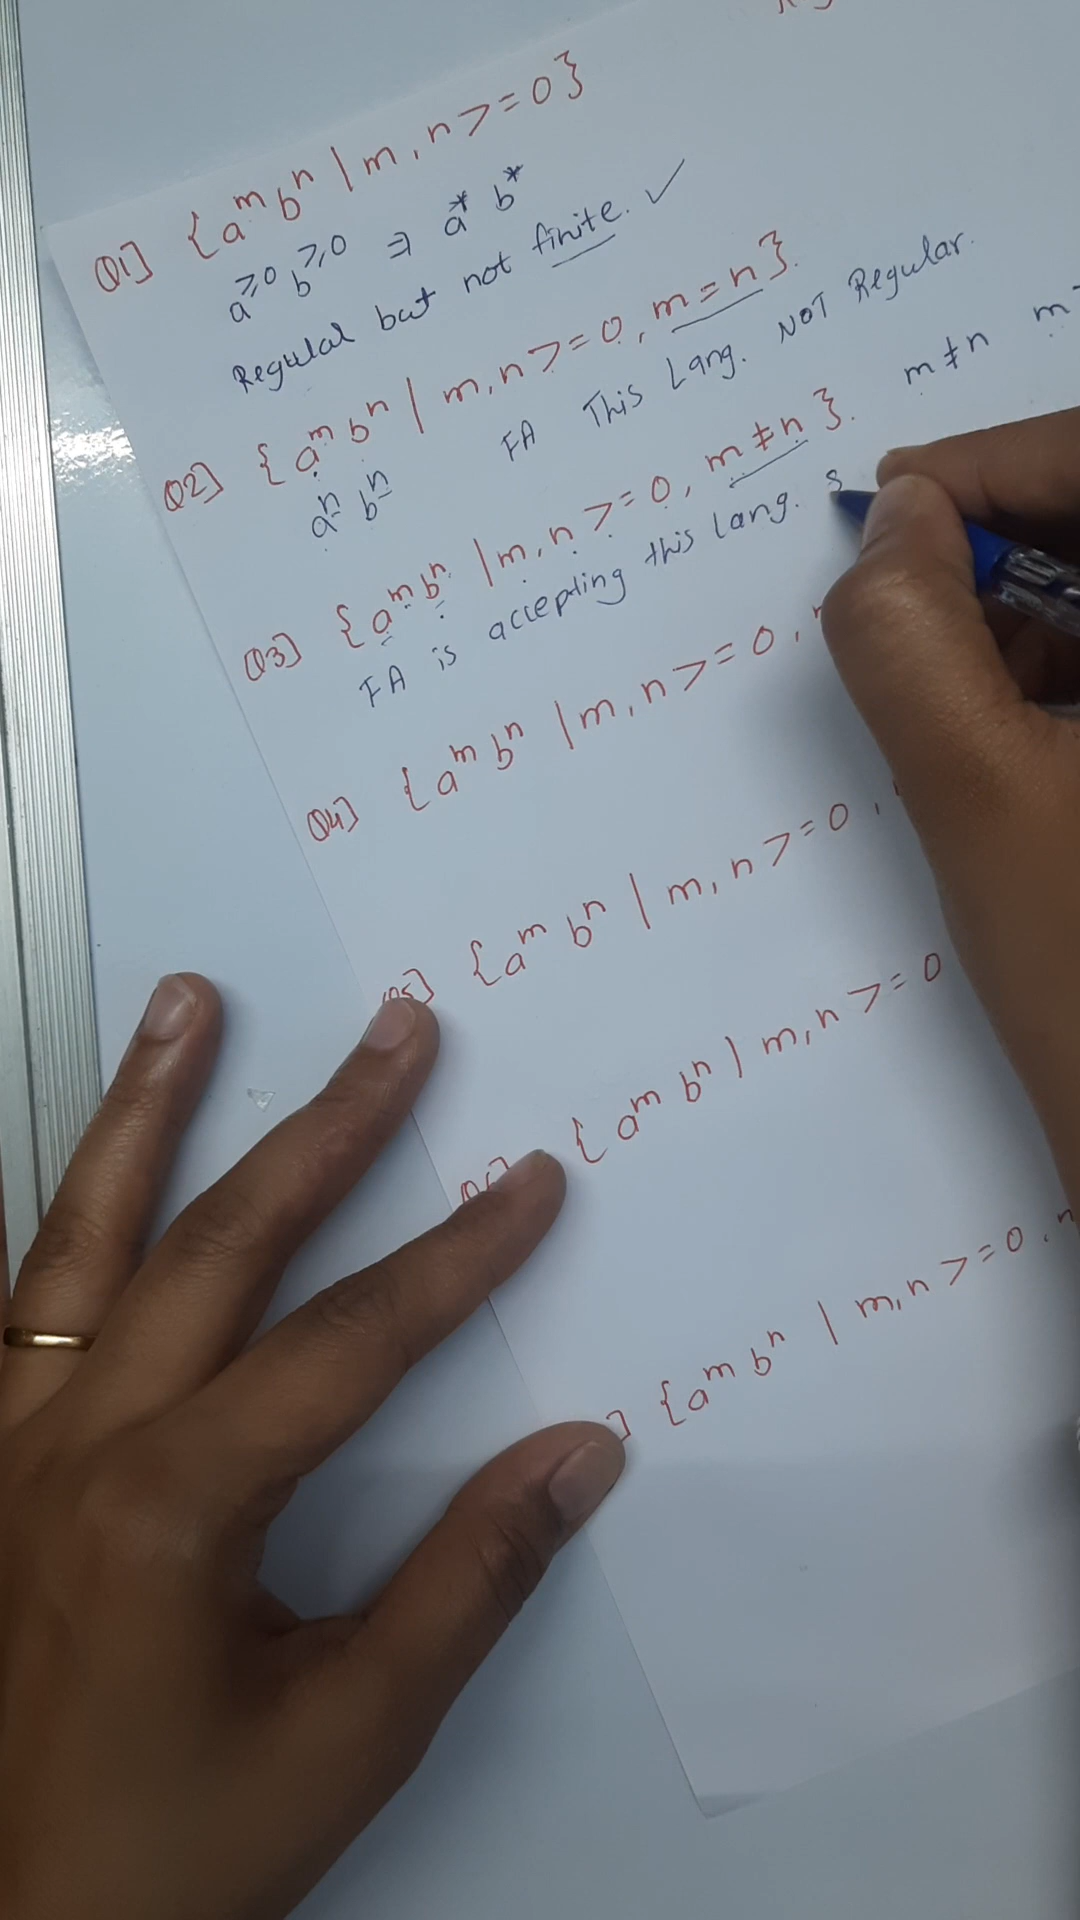 Q1] {a^m b^n | m, n >= 0}
a^≥0 b^≥0 ⇒ a^* b^*
Regular but not finite. ✓
Q2] {a^m b^n | m, n >= 0, m = n}.
a^n b^n FA This Lang. NOT Regular.
Q3] {a^m b^n | m, n >= 0, m ≠ n}. m ≠ n m
FA is accepting this lang. s
Q4] {a^m b^n | m, n >= 0,
Q5] {a^m b^n | m, n >= 0,
{a^m b^n | m, n >= 0
] {a^m b^n | m, n >= 0,